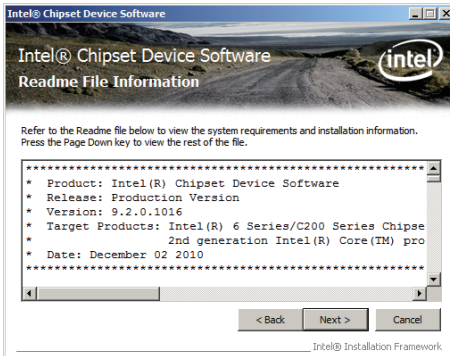 Intel® Chipset Device Software
Intel® Chipset Device Software
Readme File Information
intel
Refer to the Readme file below to view the system requirements and installation information.
Press the Page Down key to view the rest of the file.
************************************************************
*  Product: Intel(R) Chipset Device Software
*  Release: Production Version
*  Version: 9.2.0.1016
*  Target Products: Intel(R) 6 Series/C200 Series Chipse
*                   2nd generation Intel(R) Core(TM) pro
*  Date: December 02 2010
************************************************************
< Back Next > Cancel
Intel® Installation Framework